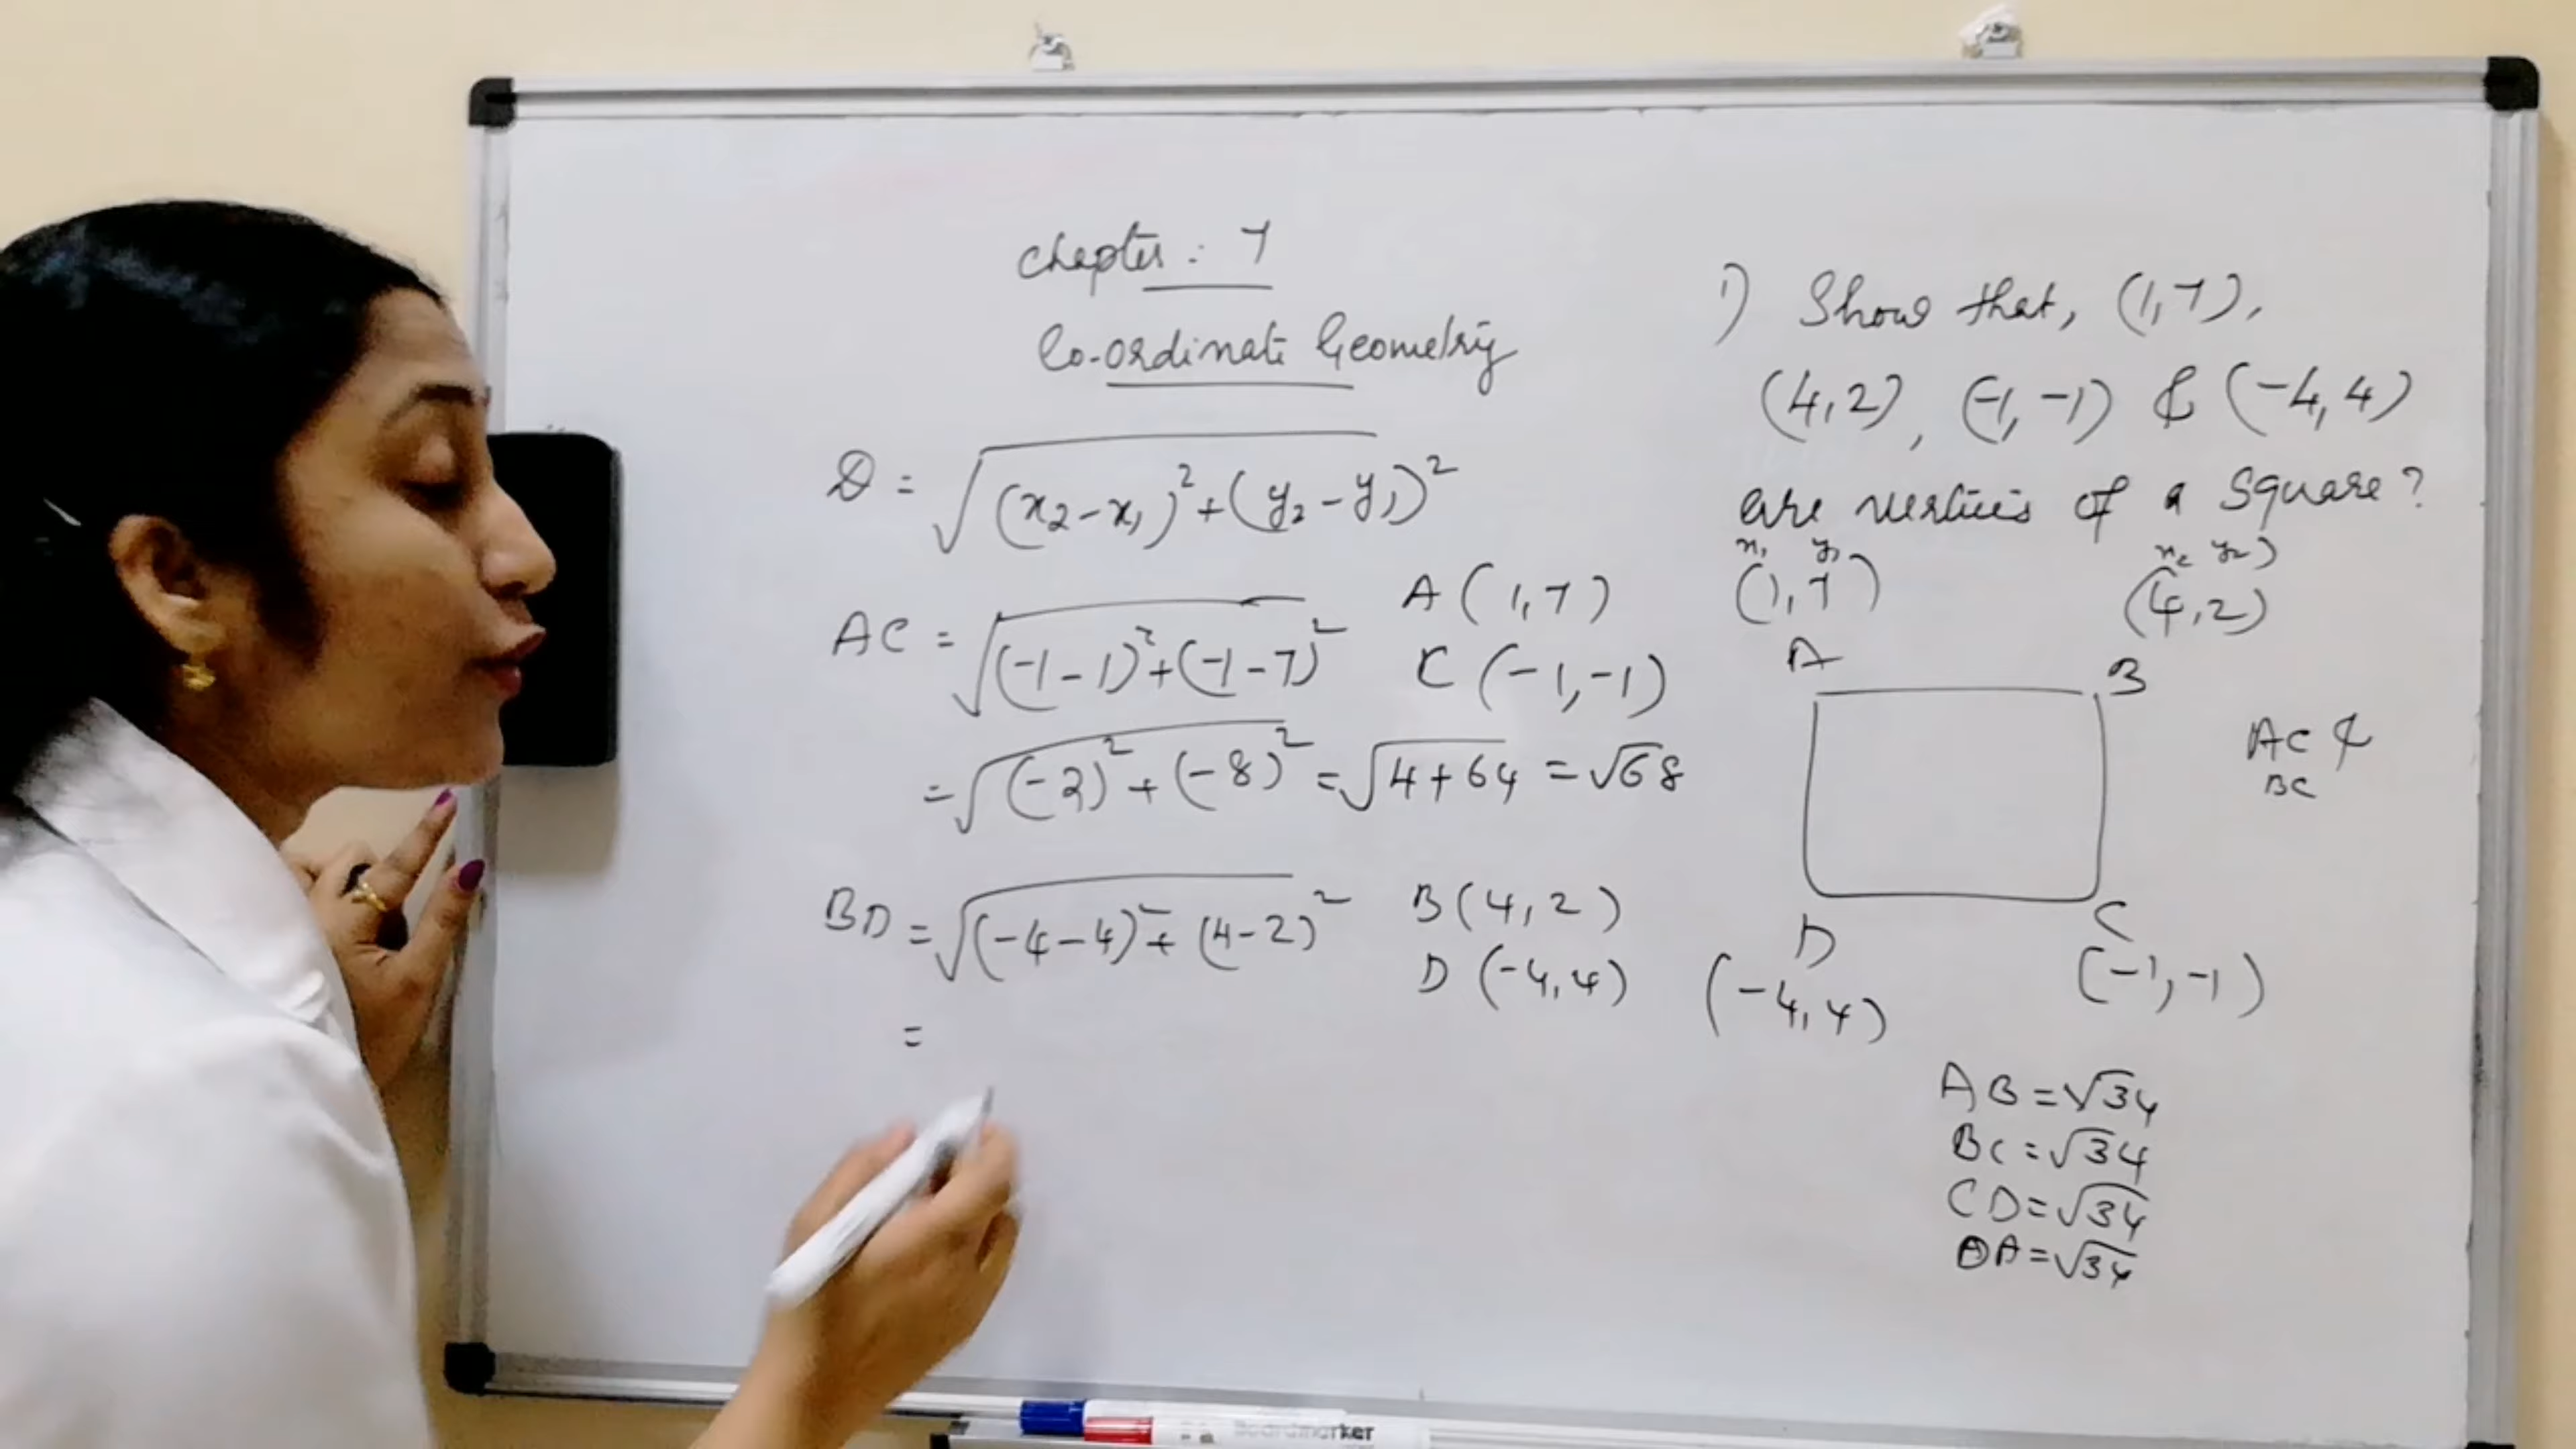 Chapter : 7
Co-ordinate Geometry
D = √(x₂-x₁)²+(y₂-y₁)²
AC = √(-1-1)²+(-1-7)²
A (1,7)
C (-1,-1)
= √(-2)²+(-8)² = √4+64 = √68
BD = √(-4-4)²+(4-2)²
B (4,2)
D (-4,4)
=
1) Show that, (1,7),
(4,2), (-1,-1) & (-4,4)
are vertices of a Square?
x₁ y₁
(1,7)
x₂ y₂)
(4,2)
A
B
AC &
BC
D
C
(-4,4)
(-1,-1)
AB = √34
BC = √34
CD = √34
DA = √34
Boardmarker